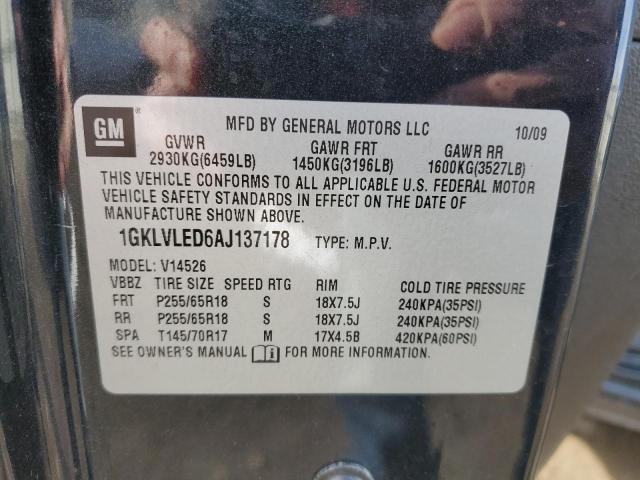 GM ®
MFD BY GENERAL MOTORS LLC 10/09
GVWR GAWR FRT GAWR RR
2930KG(6459LB) 1450KG(3196LB) 1600KG(3527LB)
THIS VEHICLE CONFORMS TO ALL APPLICABLE U.S. FEDERAL MOTOR
VEHICLE SAFETY STANDARDS IN EFFECT ON THE DATE OF
MANUFACTURE SHOWN ABOVE.
1GKLVLED6AJ137178 TYPE: M.P.V.
MODEL: V14526
VBBZ TIRE SIZE SPEED RTG RIM COLD TIRE PRESSURE
FRT P255/65R18 S 18X7.5J 240KPA(35PSI)
RR P255/65R18 S 18X7.5J 240KPA(35PSI)
SPA T145/70R17 M 17X4.5B 420KPA(60PSI)
SEE OWNER'S MANUAL FOR MORE INFORMATION.